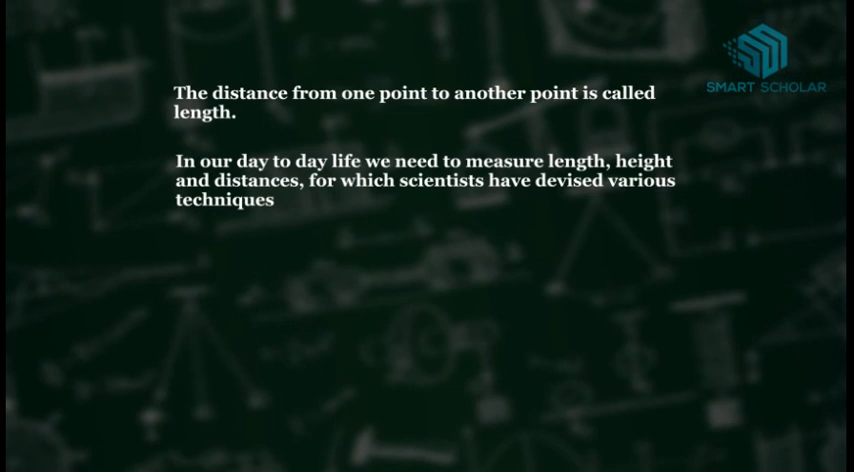 SMART SCHOLAR
The distance from one point to another point is called
length.
In our day to day life we need to measure length, height
and distances, for which scientists have devised various
techniques